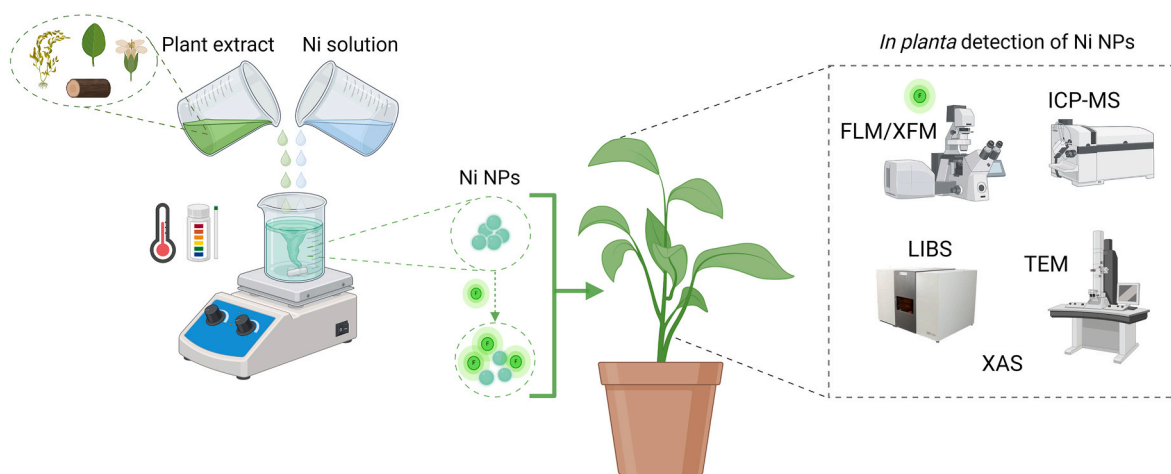 Plant extract
Ni solution
In planta detection of Ni NPs
FLM/XFM
ICP-MS
Ni NPs
F
F
F
F
F
LIBS
TEM
XAS